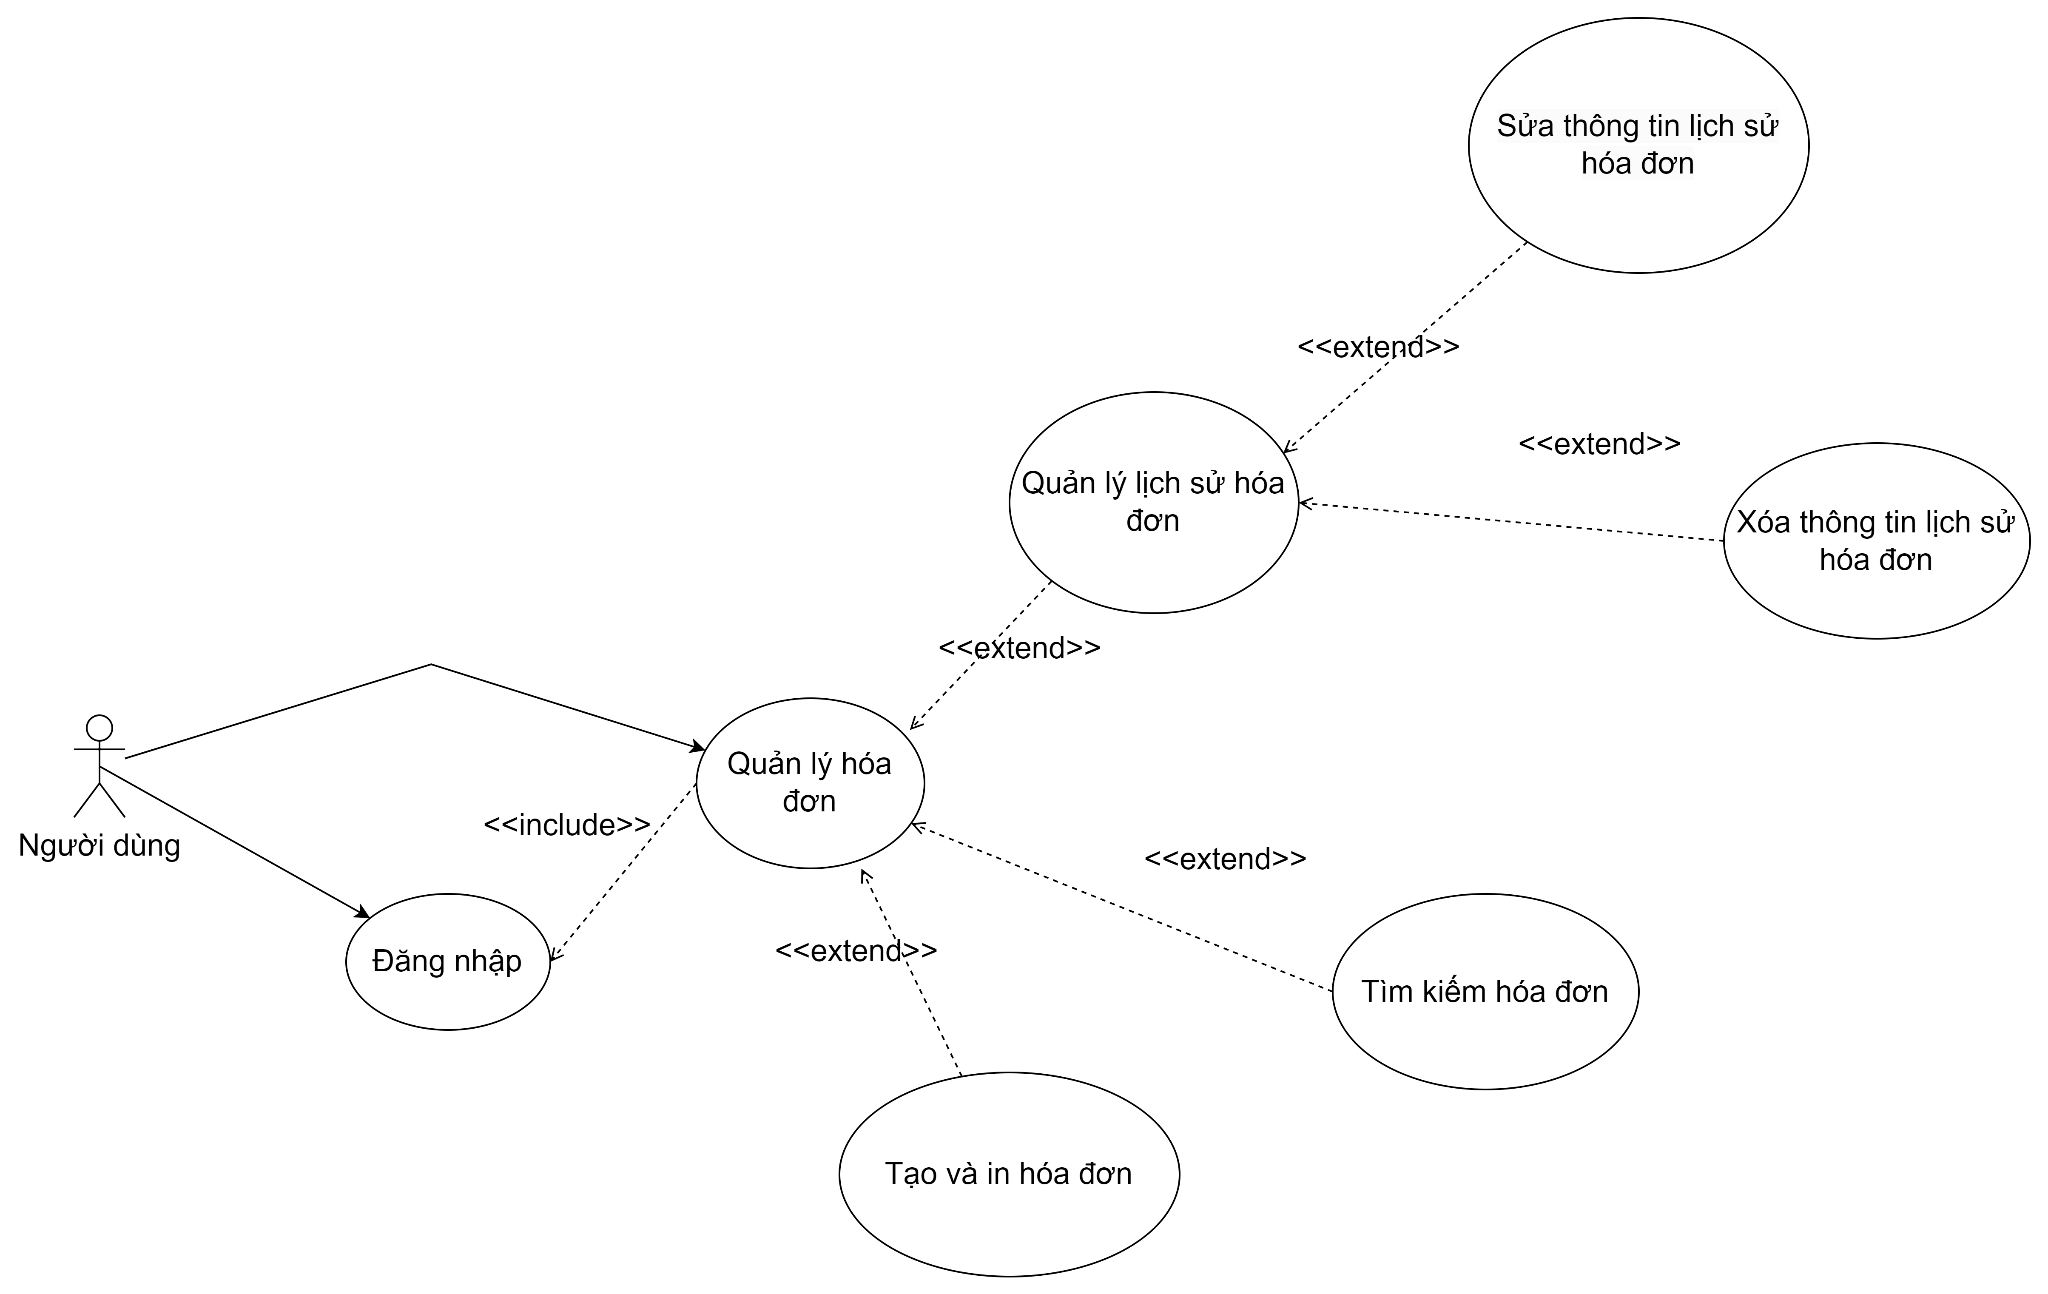 Sửa thông tin lịch sử
hóa đơn
<<extend>>
<<extend>>
Quản lý lịch sử hóa
đơn
Xóa thông tin lịch sử
hóa đơn
<<extend>>
Quản lý hóa
đơn
<<include>>
Người dùng
<<extend>>
Đăng nhập
<<extend>>
Tìm kiếm hóa đơn
Tạo và in hóa đơn